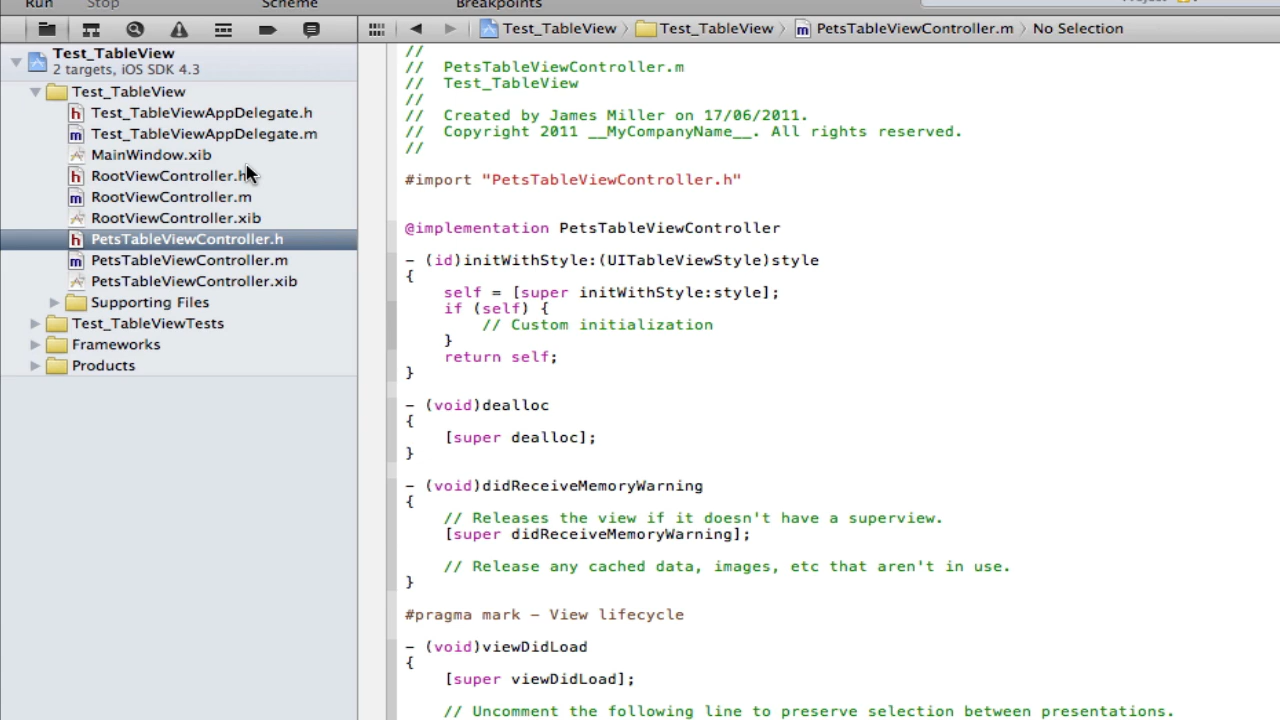 Run Stop Scheme Breakpoints
Test_TableView > Test_TableView > PetsTableViewController.m > No Selection
Test_TableView
2 targets, iOS SDK 4.3
Test_TableView
Test_TableViewAppDelegate.h
Test_TableViewAppDelegate.m
MainWindow.xib
RootViewController.h
RootViewController.m
RootViewController.xib
PetsTableViewController.h
PetsTableViewController.m
PetsTableViewController.xib
Supporting Files
Test_TableViewTests
Frameworks
Products
//
//  PetsTableViewController.m
//  Test_TableView
//
//  Created by James Miller on 17/06/2011.
//  Copyright 2011 __MyCompanyName__. All rights reserved.
//
#import "PetsTableViewController.h"
@implementation PetsTableViewController
- (id)initWithStyle:(UITableViewStyle)style
{
    self = [super initWithStyle:style];
    if (self) {
        // Custom initialization
    }
    return self;
}
- (void)dealloc
{
    [super dealloc];
}
- (void)didReceiveMemoryWarning
{
    // Releases the view if it doesn't have a superview.
    [super didReceiveMemoryWarning];
    // Release any cached data, images, etc that aren't in use.
}
#pragma mark - View lifecycle
- (void)viewDidLoad
{
    [super viewDidLoad];
    // Uncomment the following line to preserve selection between presentations.